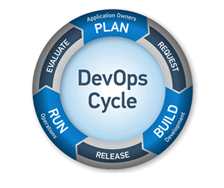 Application Owners
PLAN
REQUEST
BUILD
Development
RELEASE
RUN
Operations
EVALUATE
DevOps
Cycle